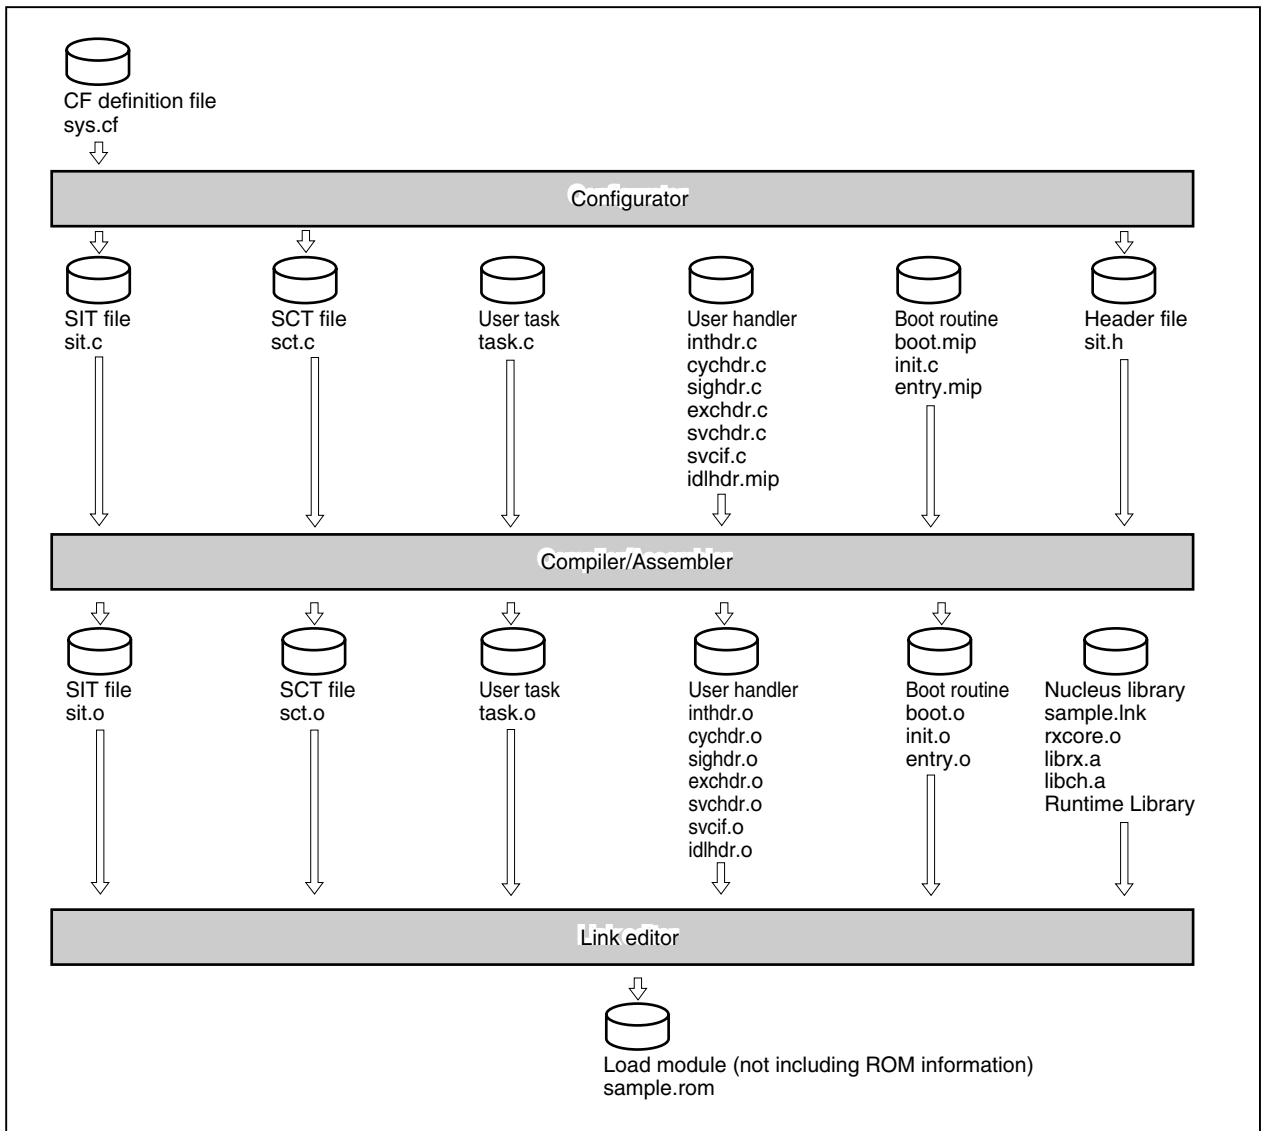 CF definition file
sys.cf
Configurator
SIT file
sit.c
SCT file
sct.c
User task
task.c
User handler
inthdr.c
cychdr.c
sighdr.c
exchdr.c
svchdr.c
svcif.c
idlhdr.mip
Boot routine
boot.mip
init.c
entry.mip
Header file
sit.h
Compiler/Assembler
SIT file
sit.o
SCT file
sct.o
User task
task.o
User handler
inthdr.o
cychdr.o
sighdr.o
exchdr.o
svchdr.o
svcif.o
idlhdr.o
Boot routine
boot.o
init.o
entry.o
Nucleus library
sample.lnk
rxcore.o
librx.a
libch.a
Runtime Library
Link editor
Load module (not including ROM information)
sample.rom